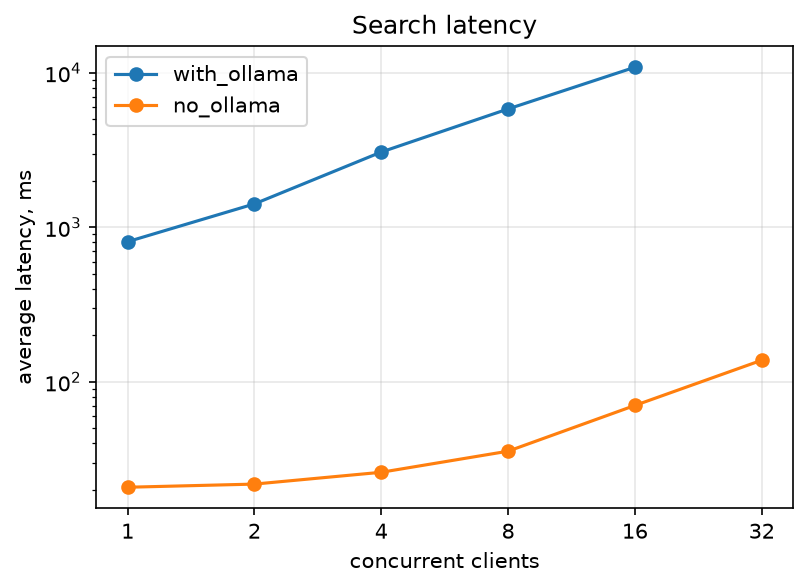 Search latency
with_ollama
no_ollama
average latency, ms
10⁴
10³
10²
1 2 4 8 16 32
concurrent clients